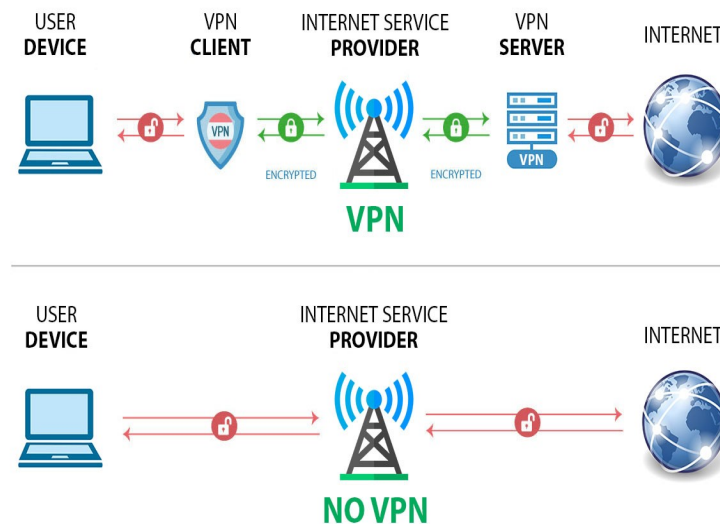 USER
DEVICE
VPN
CLIENT
INTERNET SERVICE
PROVIDER
VPN
SERVER
INTERNET
VPN
VPN
ENCRYPTED
ENCRYPTED
VPN
USER
DEVICE
INTERNET SERVICE
PROVIDER
INTERNET
NO VPN